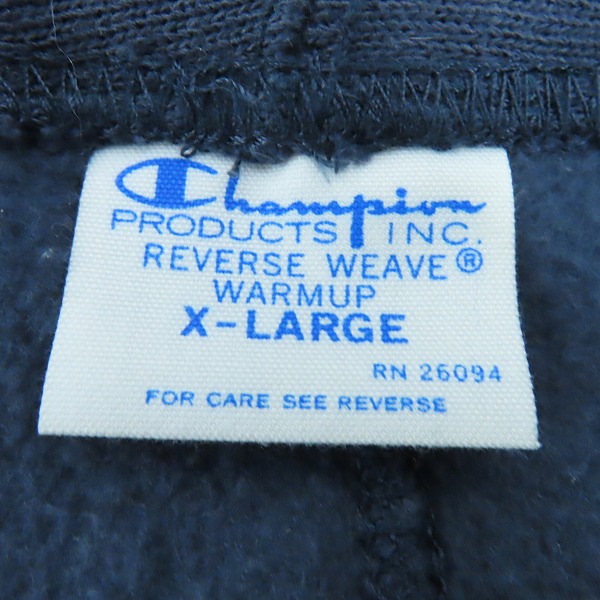 Champion
PRODUCTS INC.
REVERSE WEAVE®
WARMUP
X-LARGE
RN 26094
FOR CARE SEE REVERSE